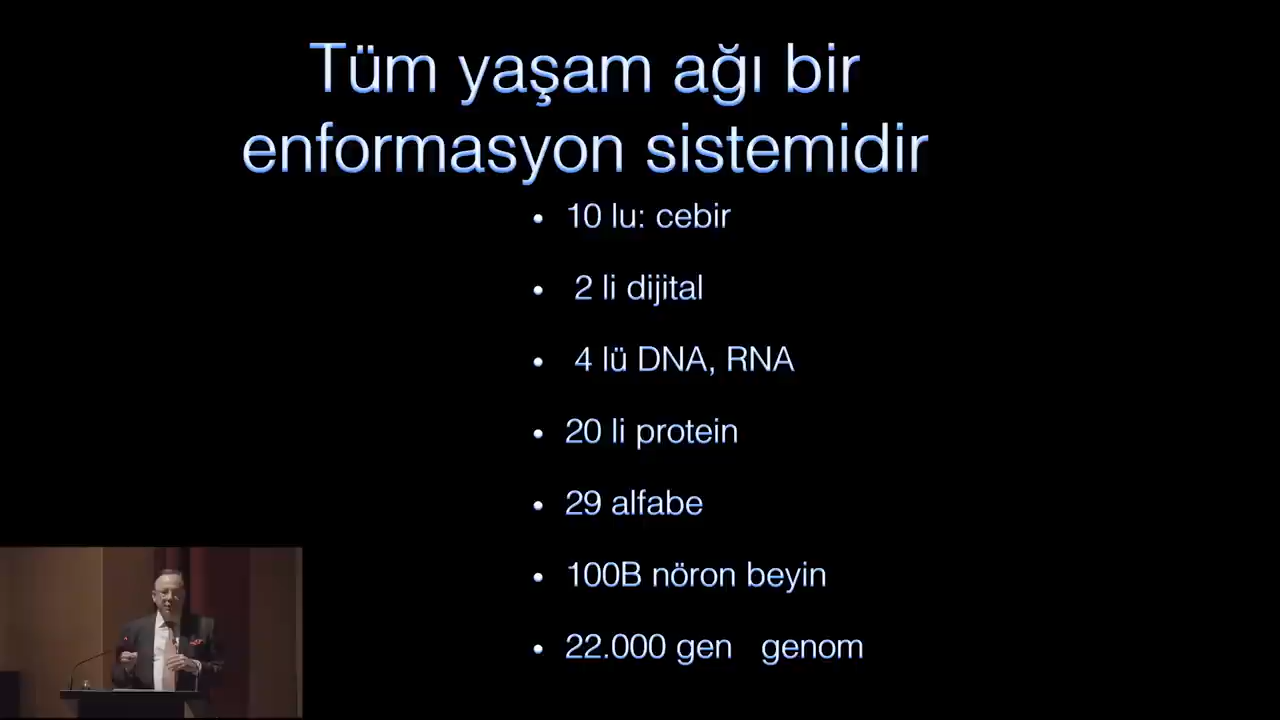 Tüm yaşam ağı bir
enformasyon sistemidir
• 10 lu: cebir
• 2 li dijital
• 4 lü DNA, RNA
• 20 li protein
• 29 alfabe
• 100B nöron beyin
• 22.000 gen genom